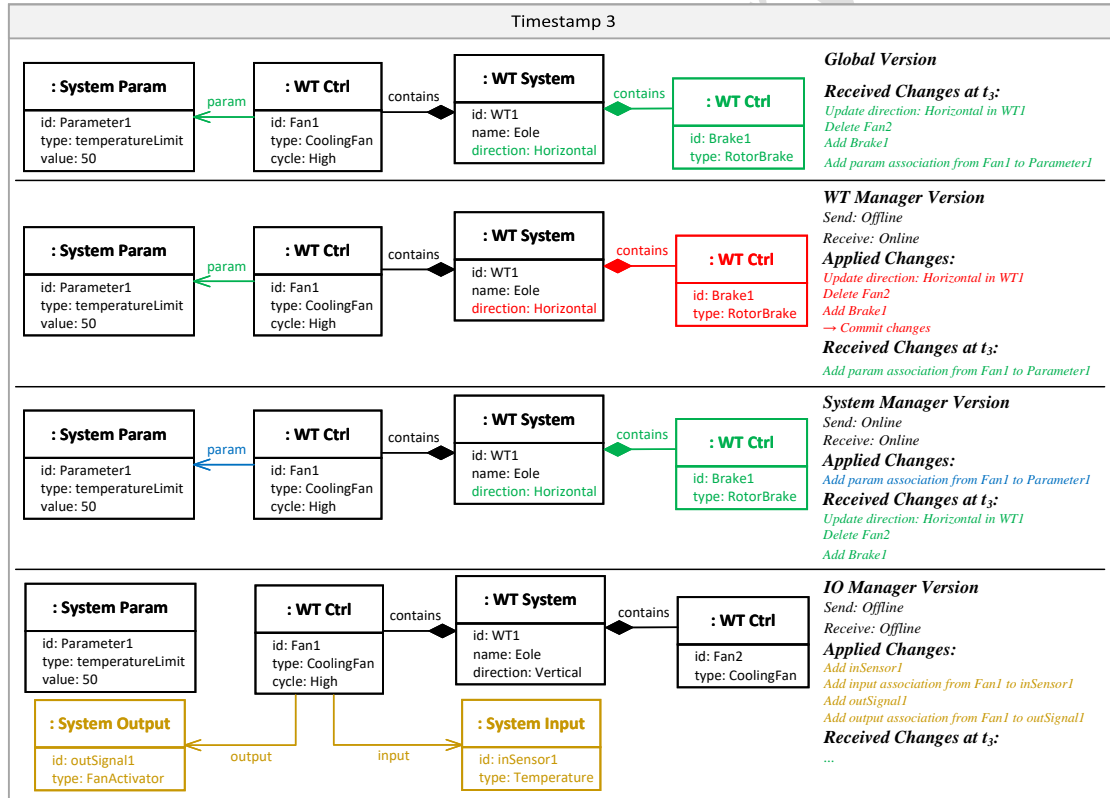 Timestamp 3
: System Param
id: Parameter1
type: temperatureLimit
value: 50
param
: WT Ctrl
id: Fan1
type: CoolingFan
cycle: High
contains
: WT System
id: WT1
name: Eole
direction: Horizontal
contains
: WT Ctrl
id: Brake1
type: RotorBrake
Global Version
Received Changes at t3:
Update direction: Horizontal in WT1
Delete Fan2
Add Brake1
Add param association from Fan1 to Parameter1
: System Param
id: Parameter1
type: temperatureLimit
value: 50
param
: WT Ctrl
id: Fan1
type: CoolingFan
cycle: High
contains
: WT System
id: WT1
name: Eole
direction: Horizontal
contains
: WT Ctrl
id: Brake1
type: RotorBrake
WT Manager Version
Send: Offline
Receive: Online
Applied Changes:
Update direction: Horizontal in WT1
Delete Fan2
Add Brake1
→ Commit changes
Received Changes at t3:
Add param association from Fan1 to Parameter1
: System Param
id: Parameter1
type: temperatureLimit
value: 50
param
: WT Ctrl
id: Fan1
type: CoolingFan
cycle: High
contains
: WT System
id: WT1
name: Eole
direction: Horizontal
contains
: WT Ctrl
id: Brake1
type: RotorBrake
System Manager Version
Send: Online
Receive: Online
Applied Changes:
Add param association from Fan1 to Parameter1
Received Changes at t3:
Update direction: Horizontal in WT1
Delete Fan2
Add Brake1
: System Param
id: Parameter1
type: temperatureLimit
value: 50
: WT Ctrl
id: Fan1
type: CoolingFan
cycle: High
contains
: WT System
id: WT1
name: Eole
direction: Vertical
contains
: WT Ctrl
id: Fan2
type: CoolingFan
: System Output
id: outSignal1
type: FanActivator
output
input
: System Input
id: inSensor1
type: Temperature
IO Manager Version
Send: Offline
Receive: Offline
Applied Changes:
Add inSensor1
Add input association from Fan1 to inSensor1
Add outSignal1
Add output association from Fan1 to outSignal1
Received Changes at t3:
...